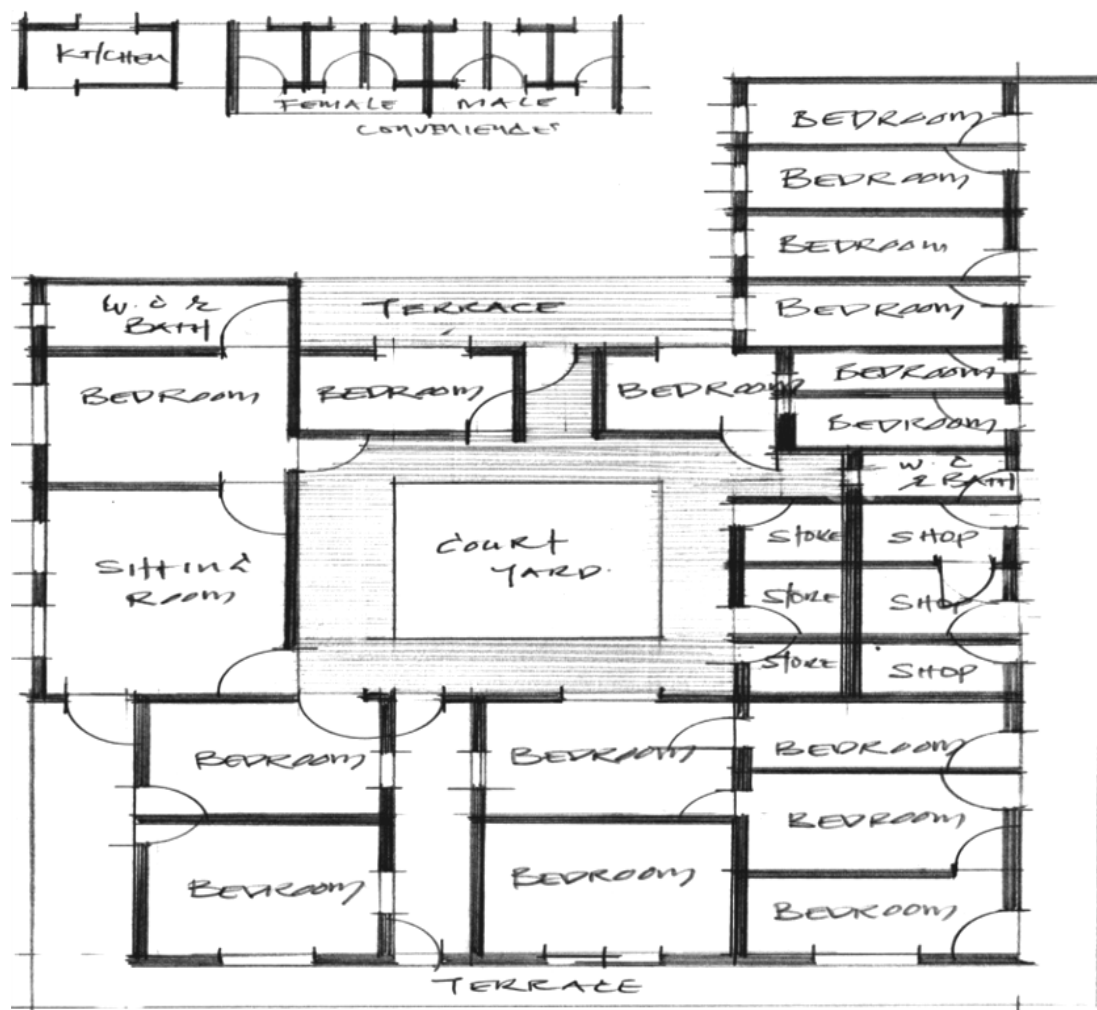 KITCHEN
FEMALE MALE
CONVENIENCES
BEDROOM
BEDROOM
BEDROOM
BEDROOM
W.C &
BATH
TERRACE
BEDROOM
BEDROOM
BEDROOM
BEDROOM
BEDROOM
W.C
& BATH
COURT
YARD.
STORE
SHOP
SITTING
ROOM
STORE
SHOP
STORE
SHOP
BEDROOM
BEDROOM
BEDROOM
BEDROOM
BEDROOM
BEDROOM
BEDROOM
TERRACE